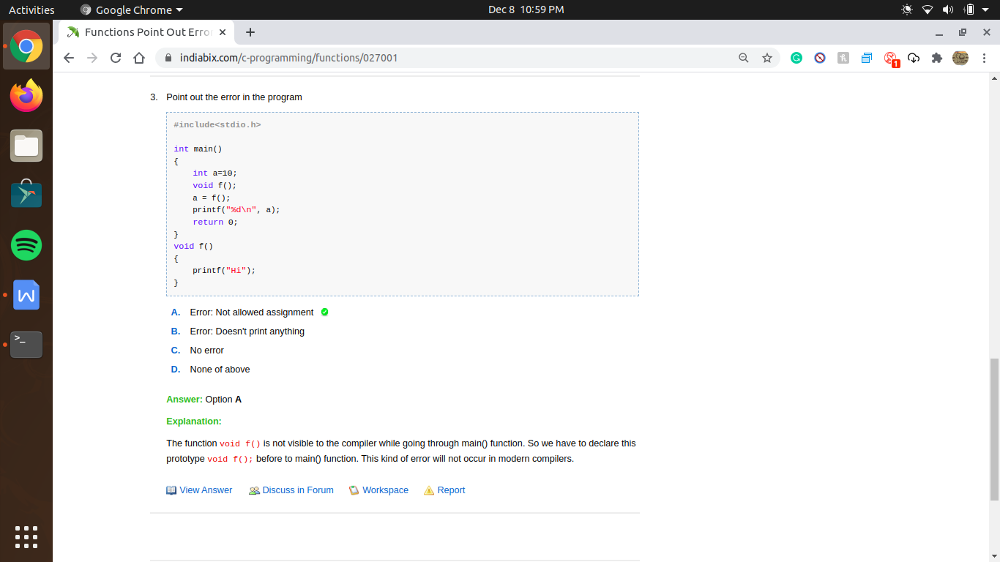 Activities
Google Chrome
Dec 8 10:59 PM
Functions Point Out Erro
indiabix.com/c-programming/functions/027001
1
3. Point out the error in the program
#include<stdio.h>
int main()
{
int a=10;
void f();
a = f();
printf("%d\n", a);
return 0;
}
void f()
{
printf("Hi");
}
A. Error: Not allowed assignment
B. Error: Doesn't print anything
C. No error
D. None of above
Answer: Option A
Explanation:
The function void f() is not visible to the compiler while going through main() function. So we have to declare this
prototype void f(); before to main() function. This kind of error will not occur in modern compilers.
View Answer Discuss in Forum Workspace Report